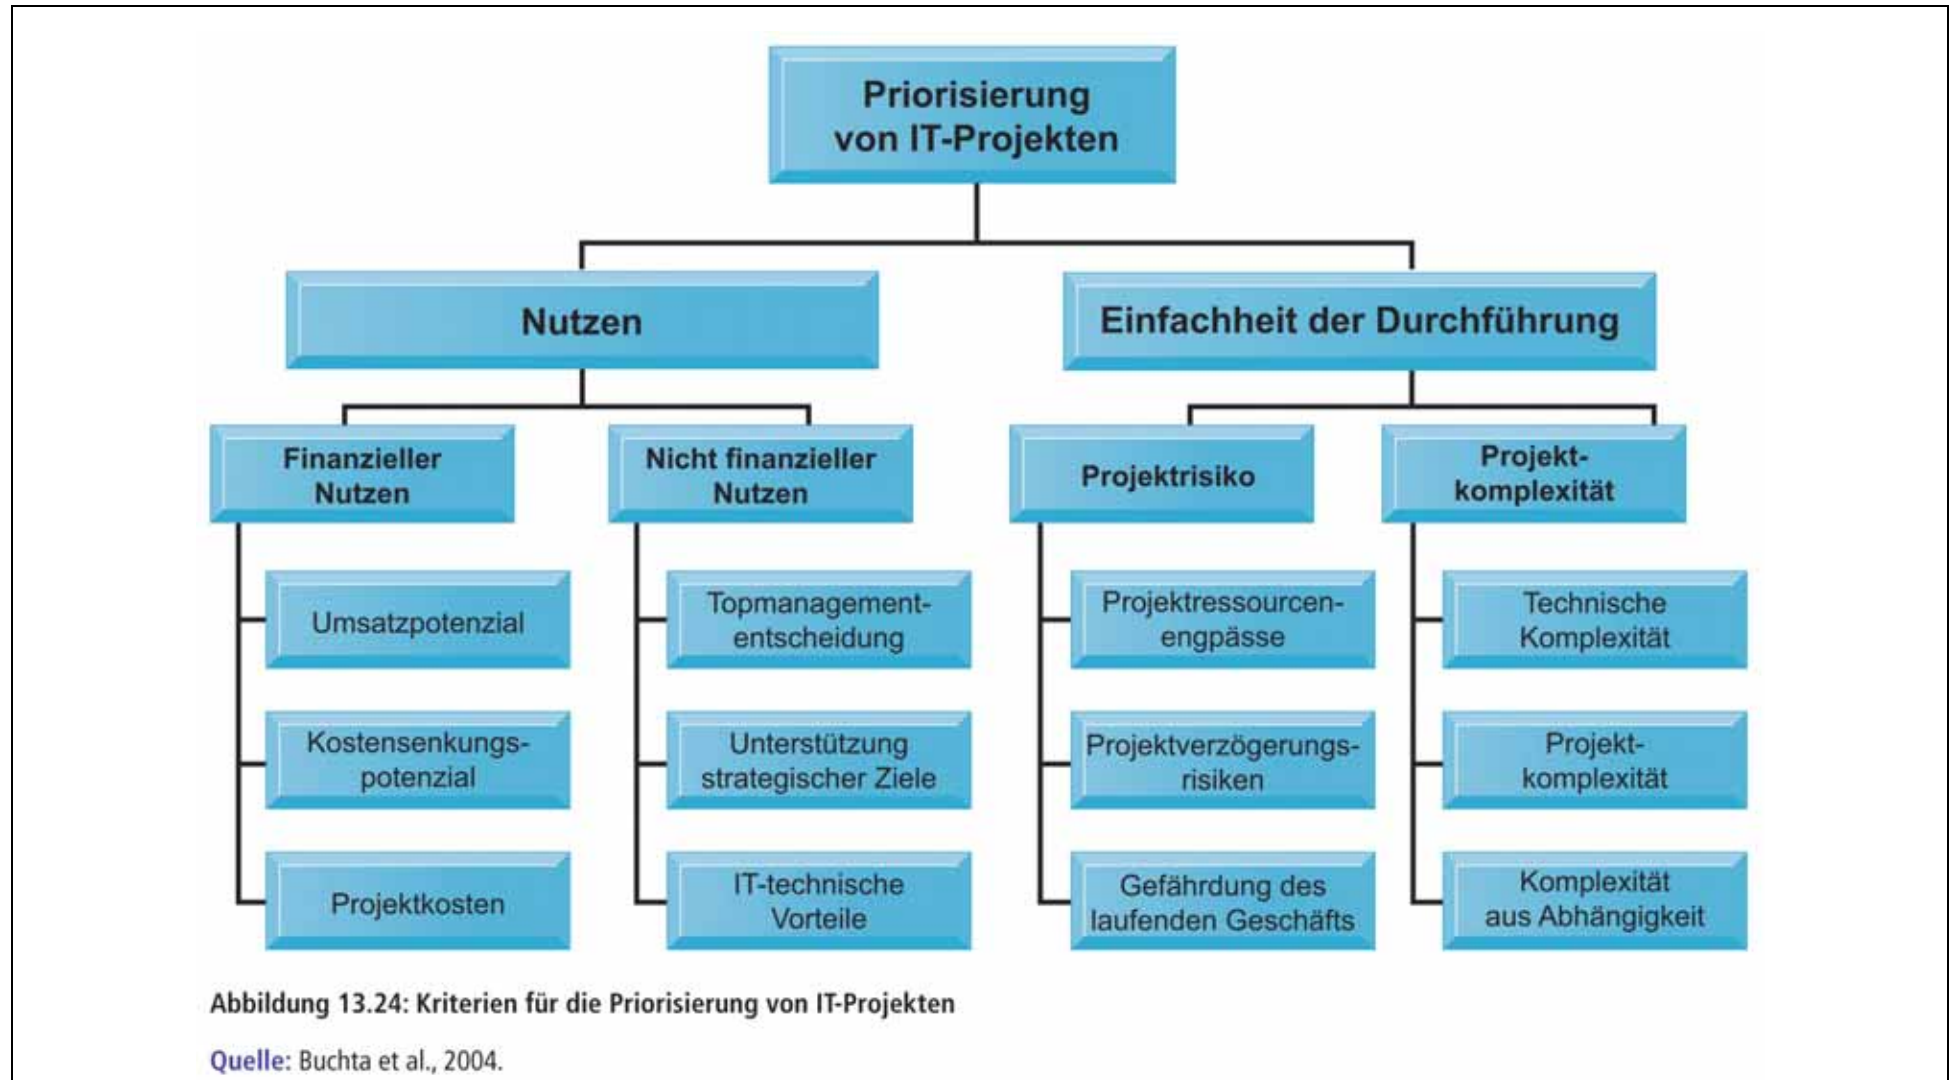 Priorisierung
von IT-Projekten
Nutzen
Einfachheit der Durchführung
Finanzieller
Nutzen
Nicht finanzieller
Nutzen
Projektrisiko
Projekt-
komplexität
Umsatzpotenzial
Kostensenkungs-
potenzial
Projektkosten
Topmanagement-
entscheidung
Unterstützung
strategischer Ziele
IT-technische
Vorteile
Projektressourcen-
engpässe
Projektverzögerungs-
risiken
Gefährdung des
laufenden Geschäfts
Technische
Komplexität
Projekt-
komplexität
Komplexität
aus Abhängigkeit
Abbildung 13.24: Kriterien für die Priorisierung von IT-Projekten
Quelle: Buchta et al., 2004.